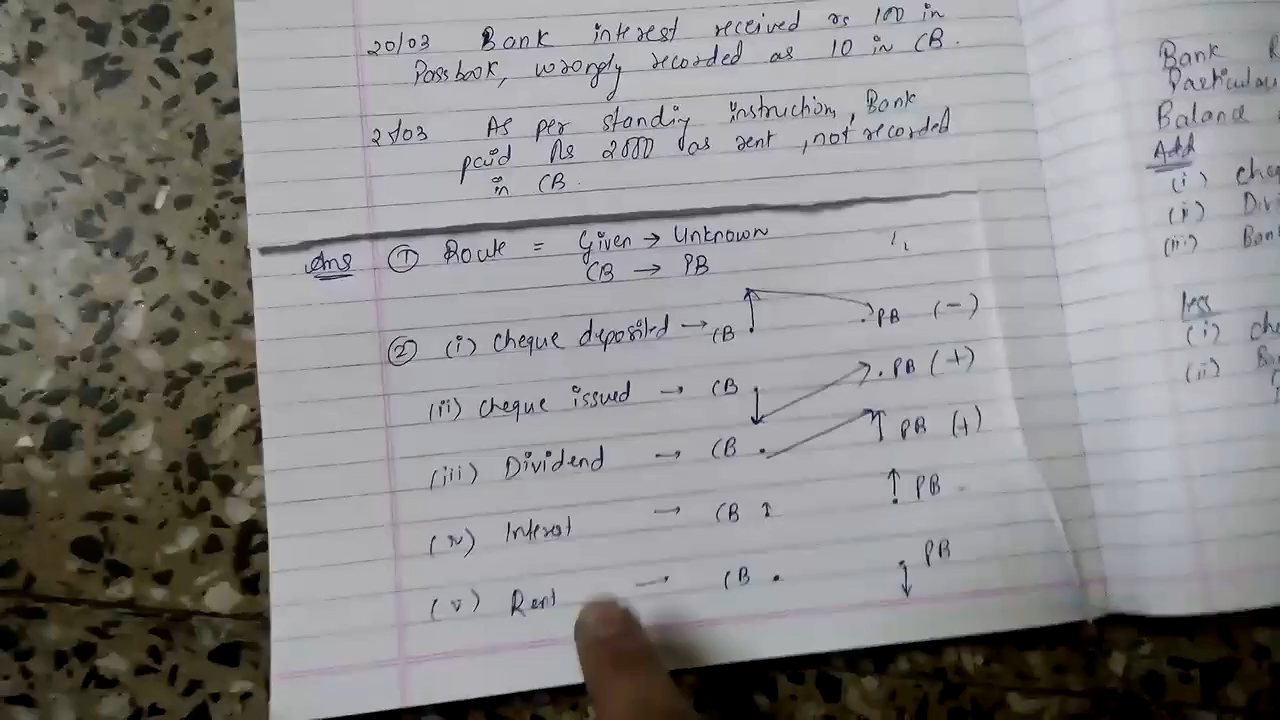 20/03 Bank interest received rs 100 in
Passbook, wrongly recorded as 10 in CB.
25/03 As per standing instruction, Bank
paid Rs 2000 as rent, not recorded
in CB.
Ans ① Route = Given → Unknown
CB → PB
② (i) cheque deposited → CB ↑ PB (-)
(ii) cheque issued → CB ↓ PB (+)
(iii) Dividend → CB . ↑ PB (+)
(iv) Interest → CB ↑ ↑ PB
(v) Rent → CB . ↓ PB
Bank
Particular
Balance
Add
(i)
(ii)
(iii) Bank
less
(i)
(ii)